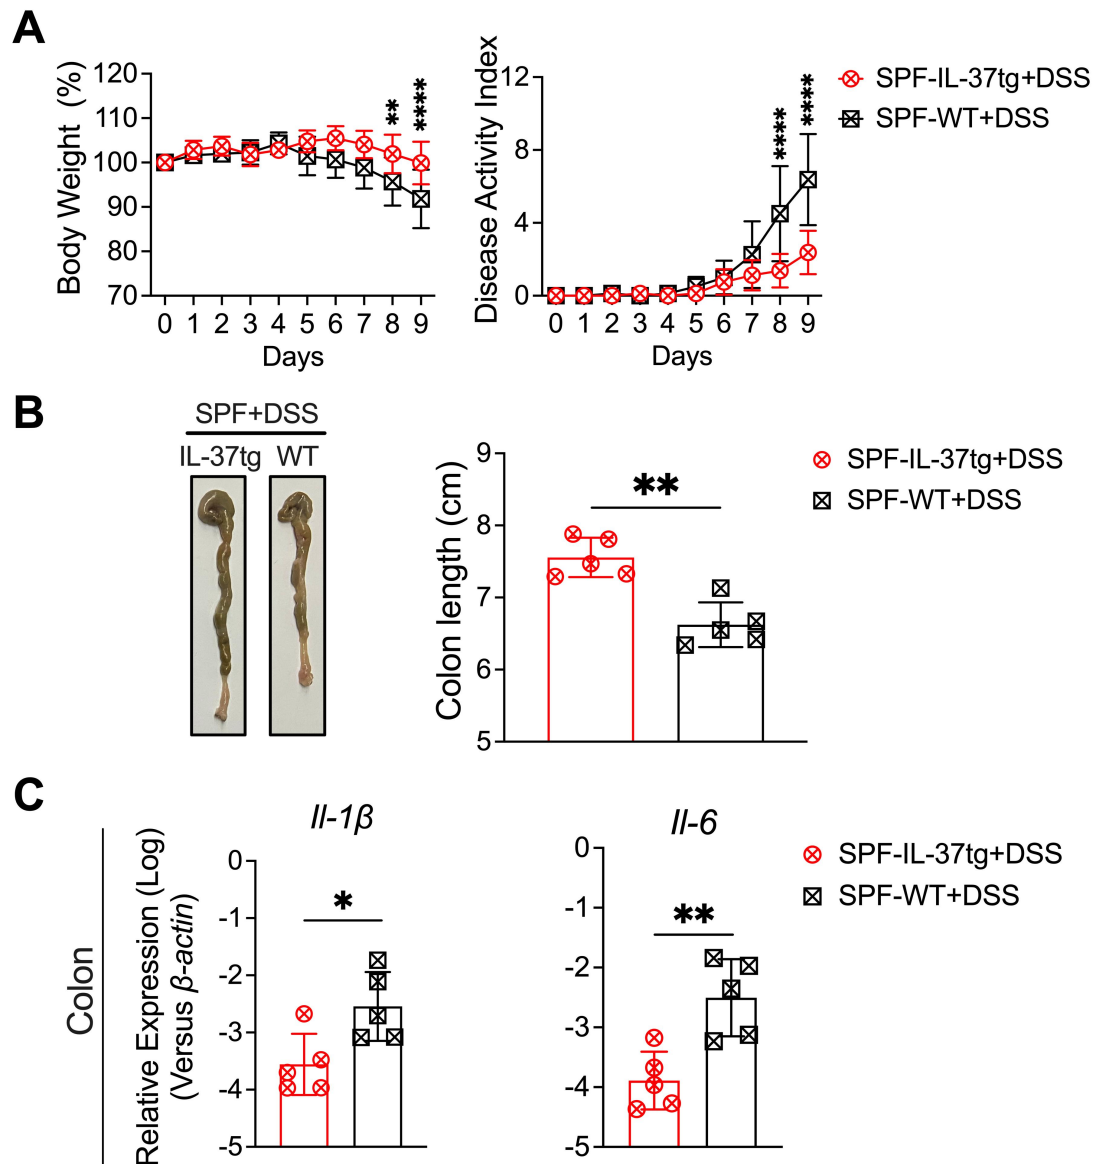 A
Body Weight (%)
120
110
100
90
80
70
0 1 2 3 4 5 6 7 8 9
Days
**
****
Disease Activity Index
12
8
4
0
0 1 2 3 4 5 6 7 8 9
Days
****
****
SPF-IL-37tg+DSS
SPF-WT+DSS
B
SPF+DSS
IL-37tg WT
Colon length (cm)
9
8
7
6
5
**
SPF-IL-37tg+DSS
SPF-WT+DSS
C
Colon
Relative Expression (Log)
(Versus β-actin)
Il-1β
0
-1
-2
-3
-4
-5
*
Il-6
0
-1
-2
-3
-4
-5
**
SPF-IL-37tg+DSS
SPF-WT+DSS